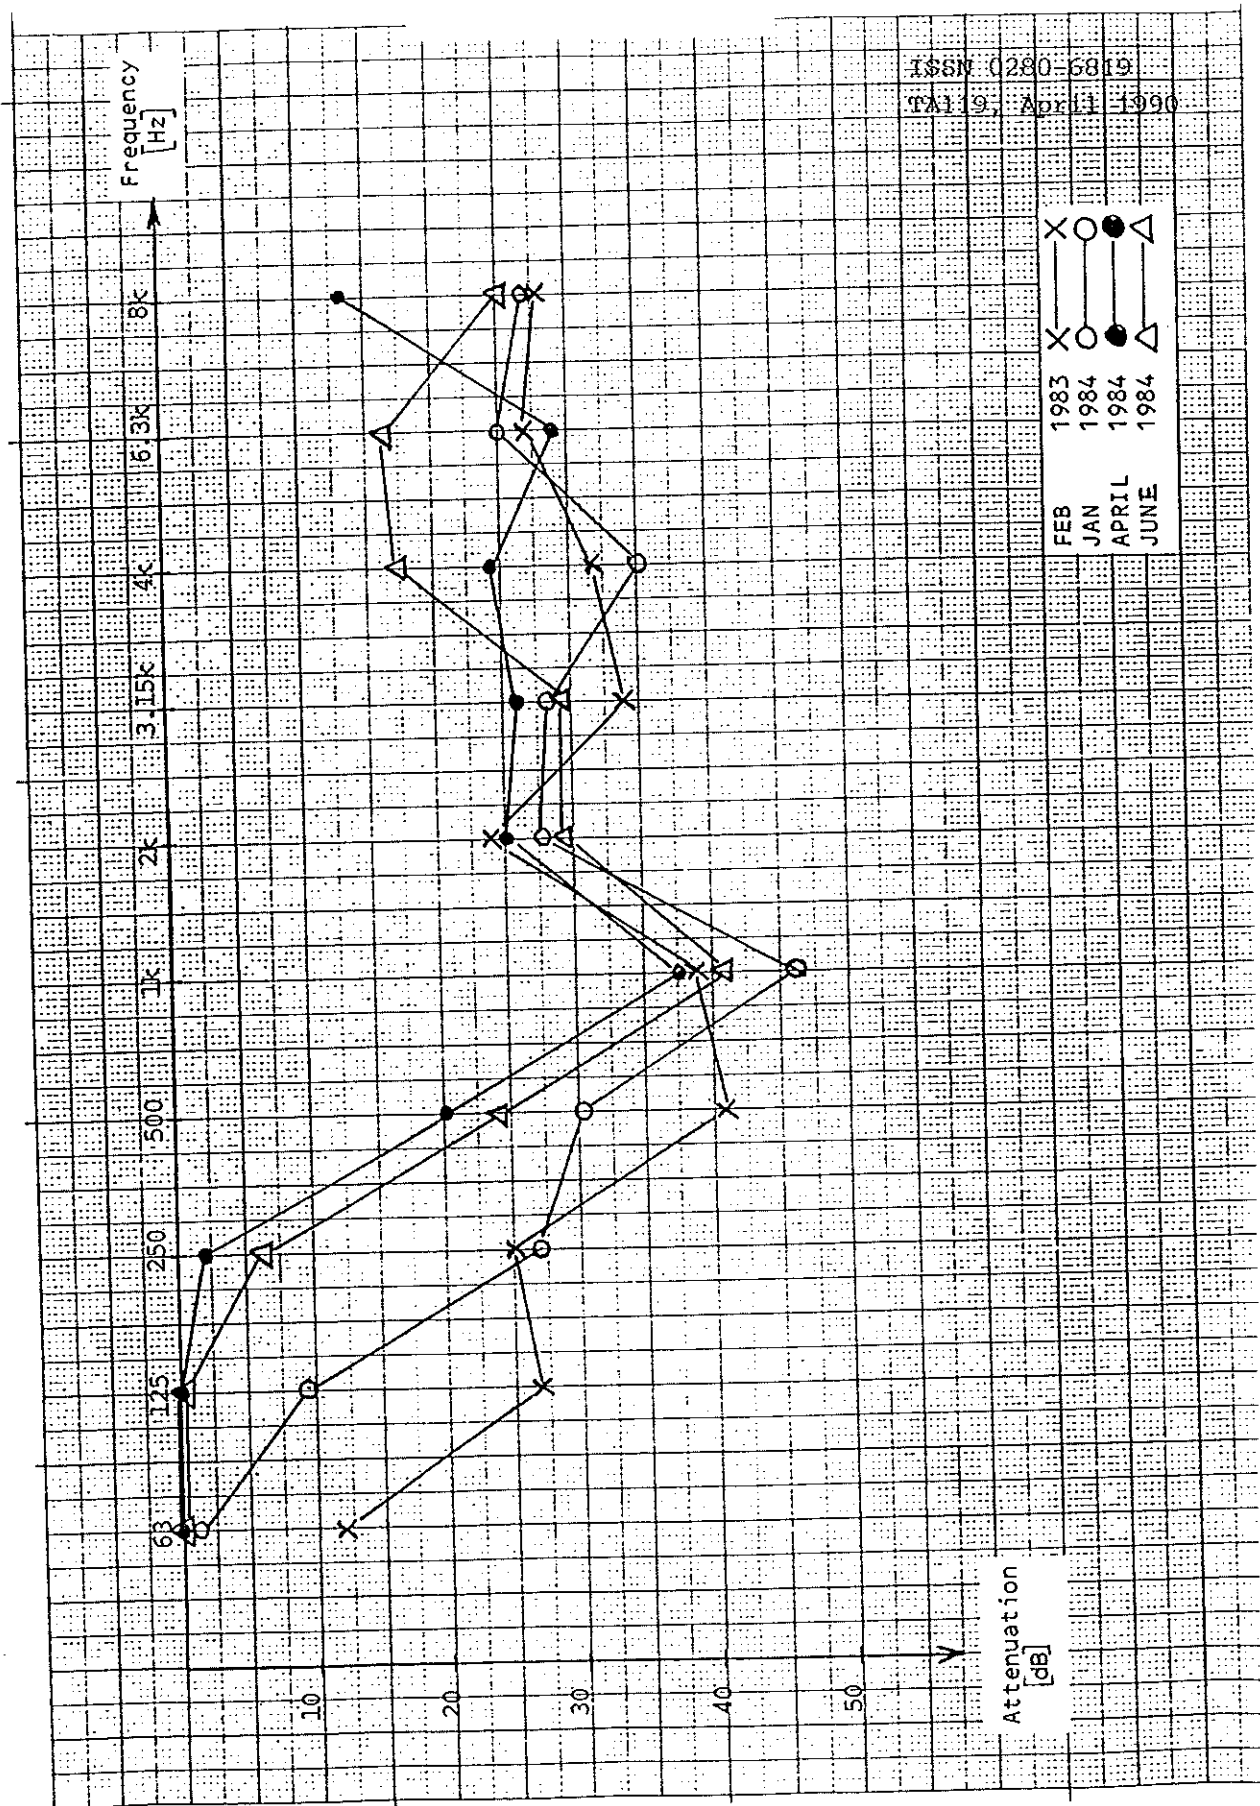 ISSN 0280-6819
TA119, April 1990
Frequency
[Hz]
63
125
250
500
1k
2k
3.15k
4k
6.3k
8k
10
20
30
40
50
Attenuation
[dB]
FEB 1983
JAN 1984
APRIL 1984
JUNE 1984